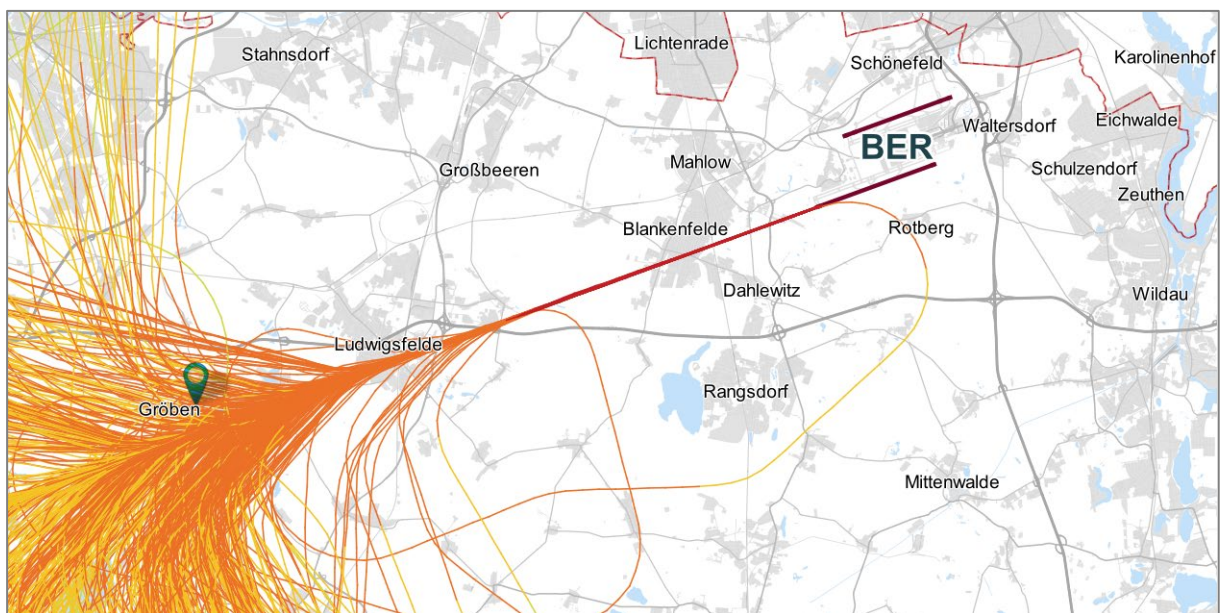 Lichtenrade
Stahnsdorf
Karolinenhof
Schönefeld
Eichwalde
Waltersdorf
BER
Mahlow
Großbeeren
Schulzendorf
Zeuthen
Blankenfelde
Rotberg
Dahlewitz
Wildau
Ludwigsfelde
Rangsdorf
Gröben
Mittenwalde